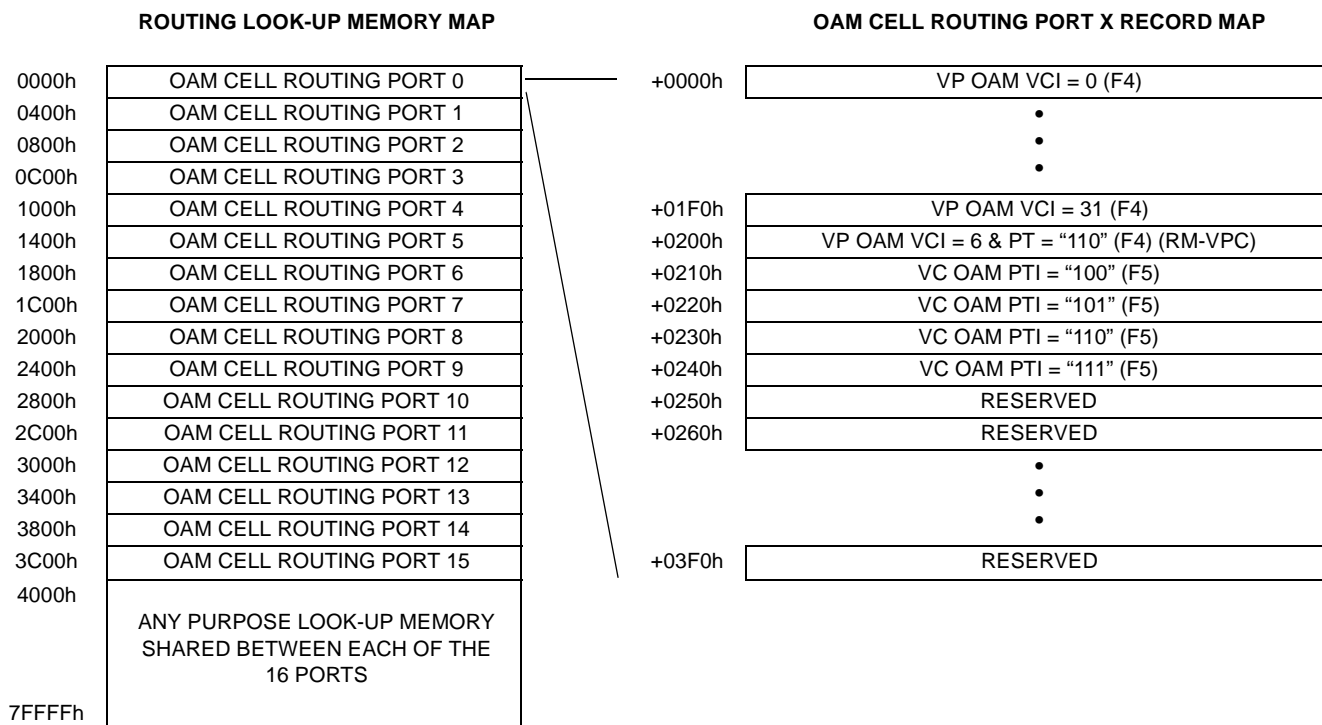 ROUTING LOOK-UP MEMORY MAP
0000h OAM CELL ROUTING PORT 0
0400h OAM CELL ROUTING PORT 1
0800h OAM CELL ROUTING PORT 2
0C00h OAM CELL ROUTING PORT 3
1000h OAM CELL ROUTING PORT 4
1400h OAM CELL ROUTING PORT 5
1800h OAM CELL ROUTING PORT 6
1C00h OAM CELL ROUTING PORT 7
2000h OAM CELL ROUTING PORT 8
2400h OAM CELL ROUTING PORT 9
2800h OAM CELL ROUTING PORT 10
2C00h OAM CELL ROUTING PORT 11
3000h OAM CELL ROUTING PORT 12
3400h OAM CELL ROUTING PORT 13
3800h OAM CELL ROUTING PORT 14
3C00h OAM CELL ROUTING PORT 15
4000h
ANY PURPOSE LOOK-UP MEMORY
SHARED BETWEEN EACH OF THE
16 PORTS
7FFFFh
OAM CELL ROUTING PORT X RECORD MAP
+0000h VP OAM VCI = 0 (F4)
•
•
•
+01F0h VP OAM VCI = 31 (F4)
+0200h VP OAM VCI = 6 & PT = “110” (F4) (RM-VPC)
+0210h VC OAM PTI = “100” (F5)
+0220h VC OAM PTI = “101” (F5)
+0230h VC OAM PTI = “110” (F5)
+0240h VC OAM PTI = “111” (F5)
+0250h RESERVED
+0260h RESERVED
•
•
•
+03F0h RESERVED